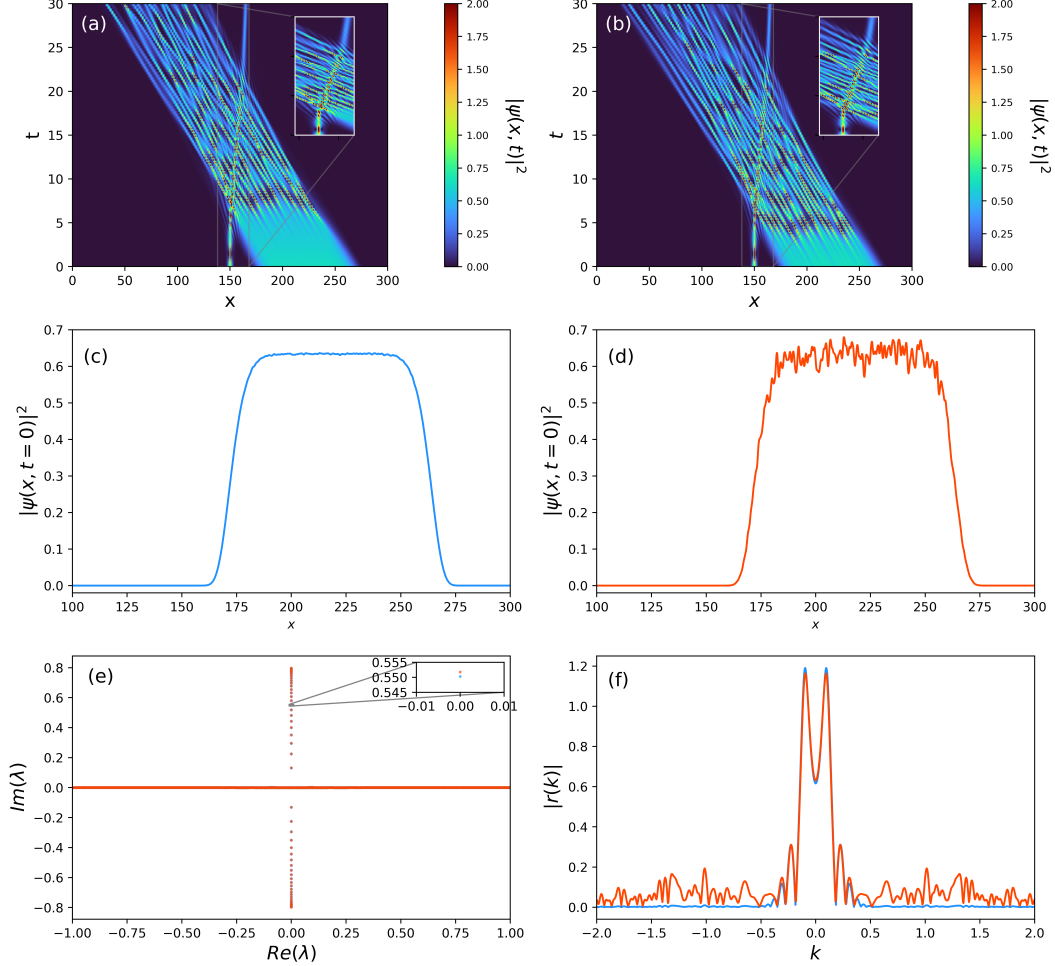 (a)
30
25
20
15
10
5
0
t
0 50 100 150 200 250 300
x
2.00
1.75
1.50
1.25
1.00
0.75
0.50
0.25
0.00
|ψ(x, t)|²
(b)
30
25
20
15
10
5
0
t
0 50 100 150 200 250 300
x
2.00
1.75
1.50
1.25
1.00
0.75
0.50
0.25
0.00
|ψ(x, t)|²
(c)
0.7
0.6
0.5
0.4
0.3
0.2
0.1
0.0
|ψ(x, t = 0)|²
100 125 150 175 200 225 250 275 300
x
(d)
0.7
0.6
0.5
0.4
0.3
0.2
0.1
0.0
|ψ(x, t = 0)|²
100 125 150 175 200 225 250 275 300
x
(e)
0.8
0.6
0.4
0.2
0.0
−0.2
−0.4
−0.6
−0.8
Im(λ)
0.555
0.550
0.545
−0.01 0.00 0.01
−1.00 −0.75 −0.50 −0.25 0.00 0.25 0.50 0.75 1.00
Re(λ)
(f)
1.2
1.0
0.8
0.6
0.4
0.2
0.0
|r(k)|
−2.0 −1.5 −1.0 −0.5 0.0 0.5 1.0 1.5 2.0
k